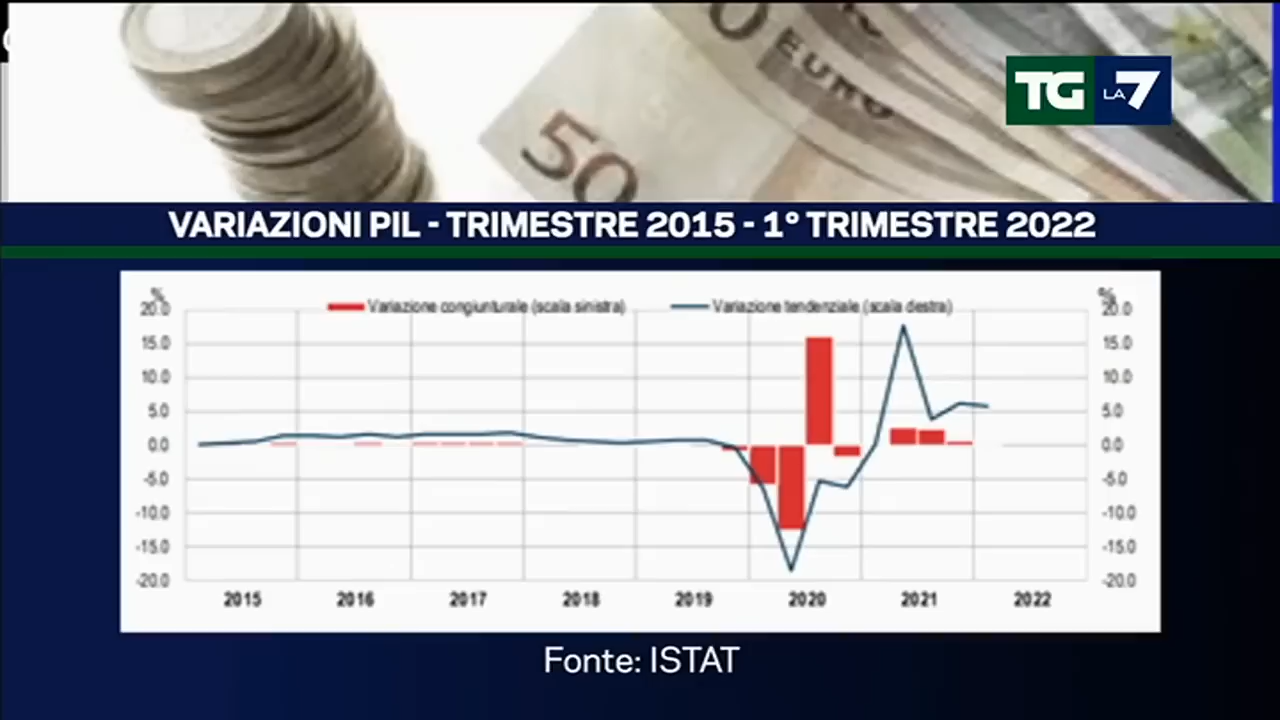 50
0 EURO
TG LA7
VARIAZIONI PIL - TRIMESTRE 2015 - 1° TRIMESTRE 2022
% %
Variazione congiunturale (scala sinistra) Variazione tendenziale (scala destra)
20.0 20.0
15.0 15.0
10.0 10.0
5.0 5.0
0.0 0.0
-5.0 -5.0
-10.0 -10.0
-15.0 -15.0
-20.0 -20.0
2015 2016 2017 2018 2019 2020 2021 2022
Fonte: ISTAT